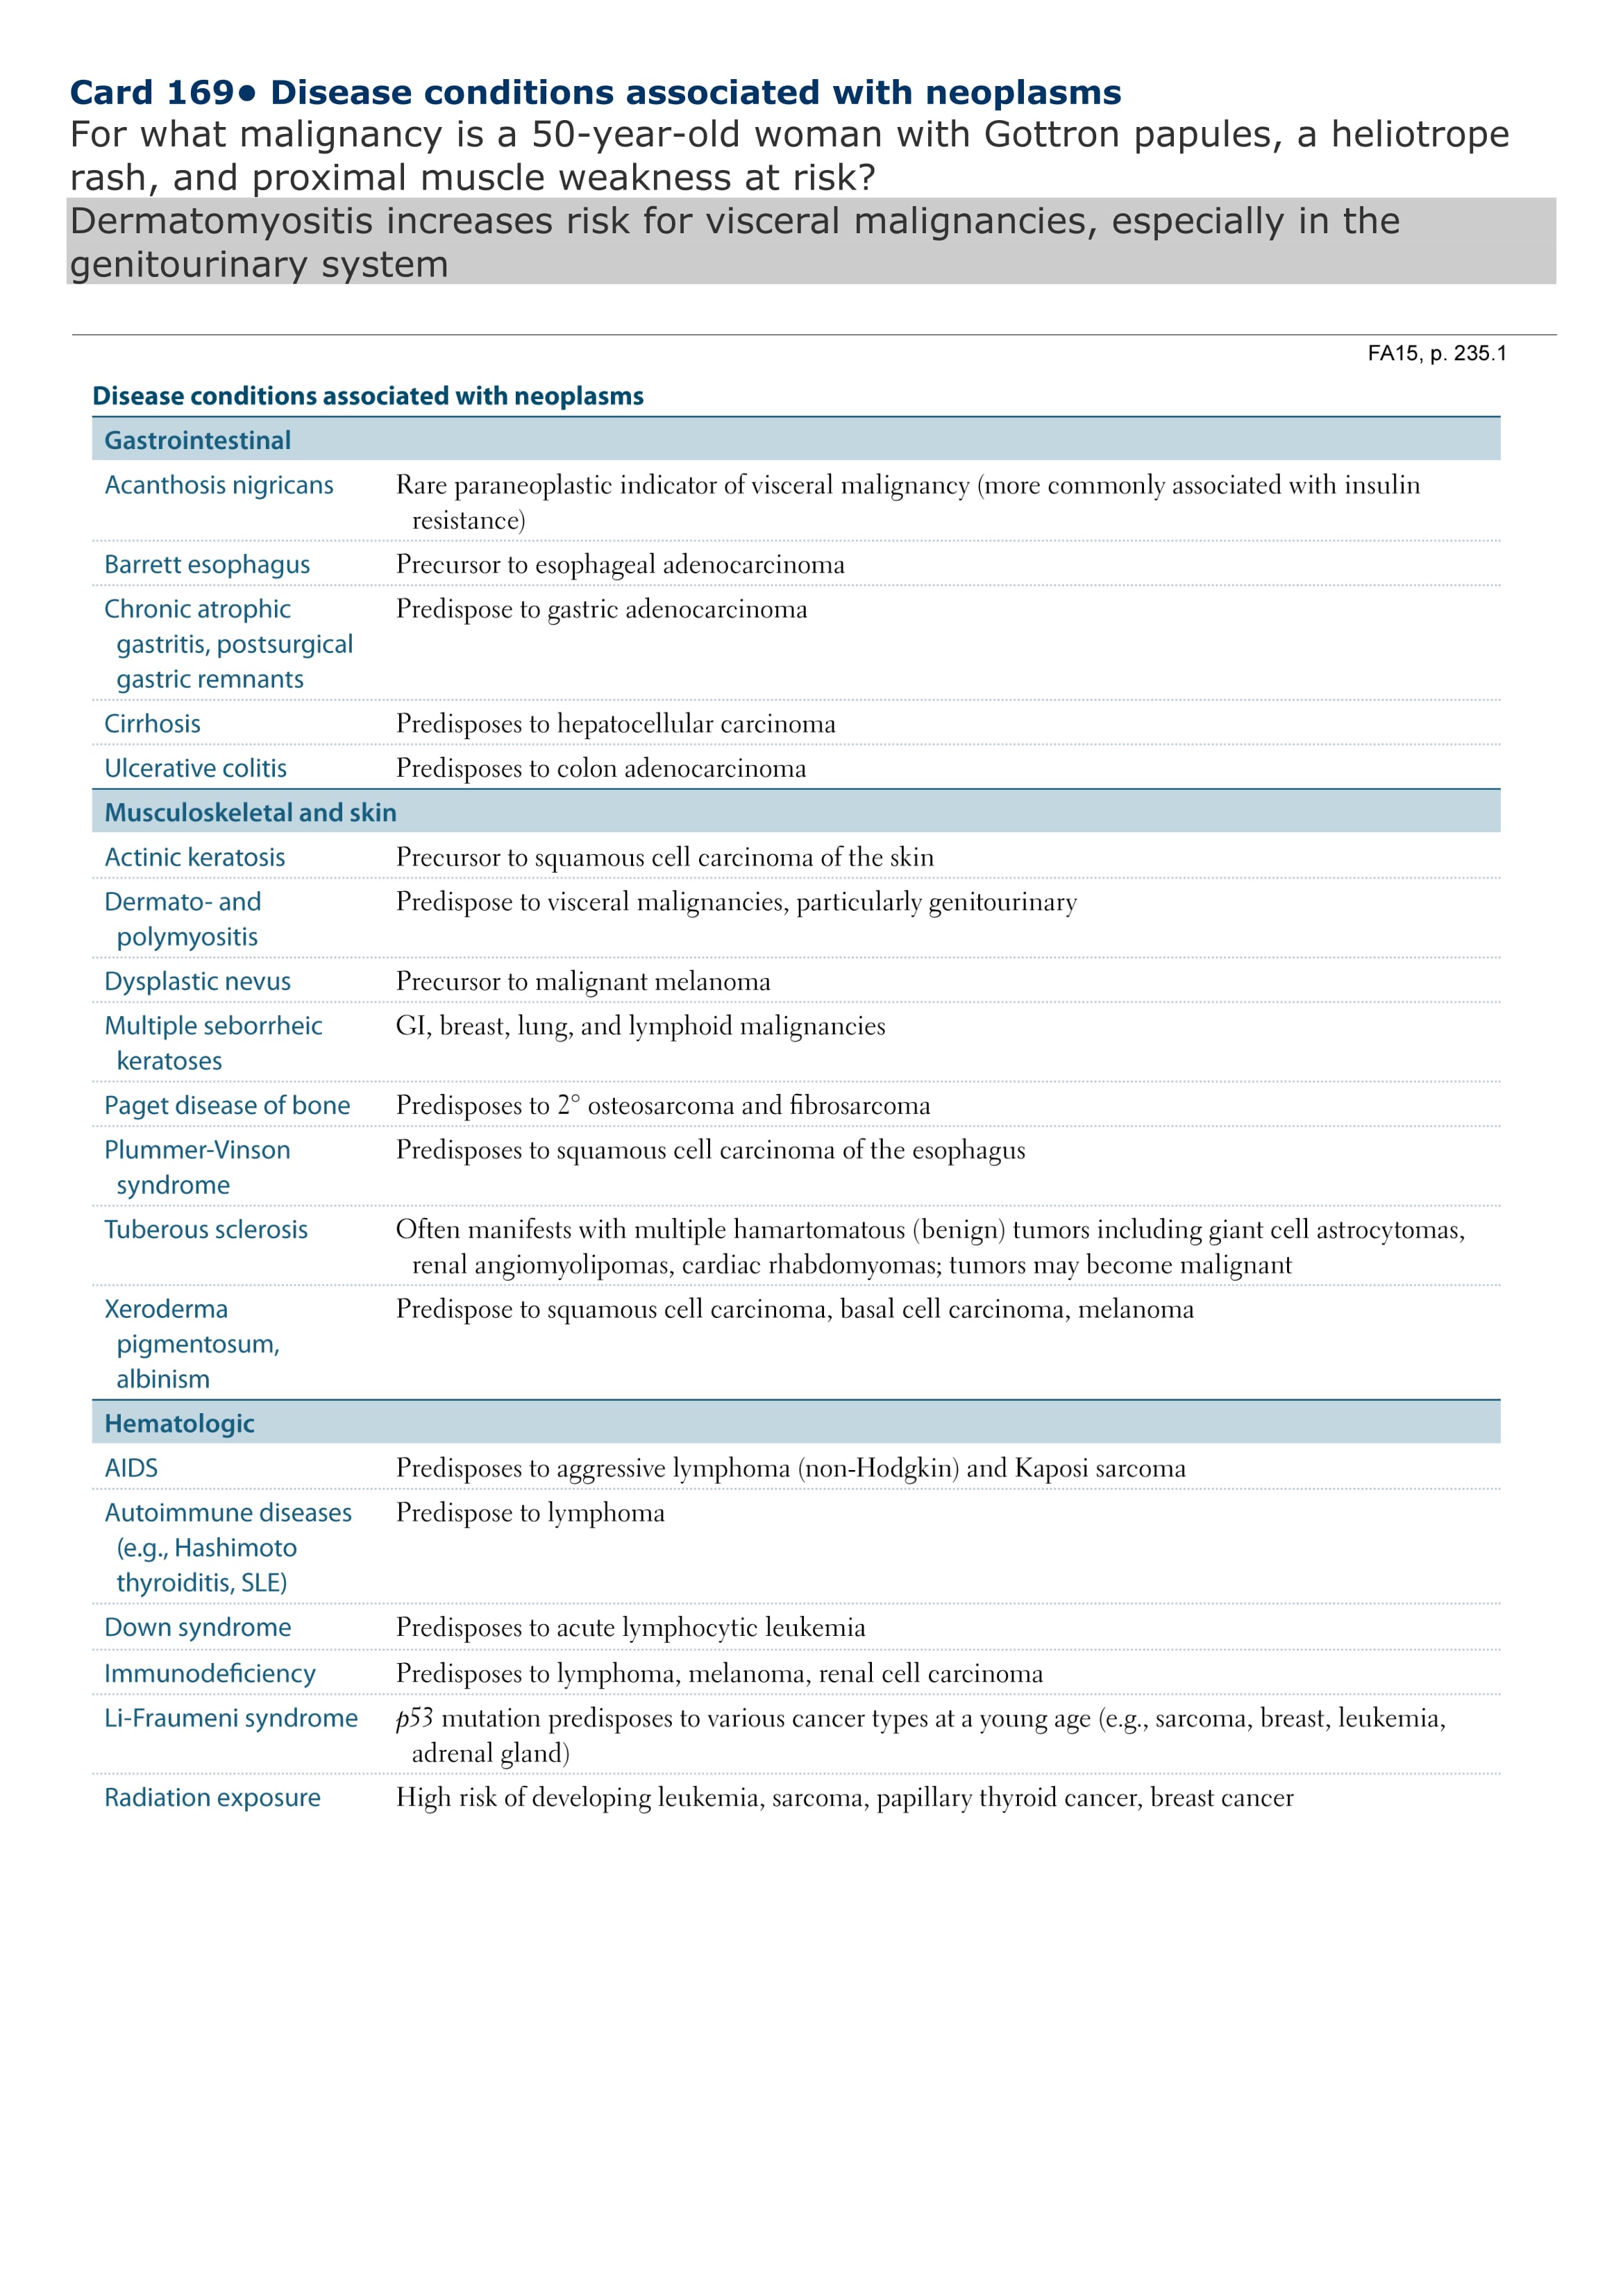 Card 169• Disease conditions associated with neoplasms
For what malignancy is a 50-year-old woman with Gottron papules, a heliotrope
rash, and proximal muscle weakness at risk?
Dermatomyositis increases risk for visceral malignancies, especially in the
genitourinary system
FA15, p. 235.1
Disease conditions associated with neoplasms
Gastrointestinal
Acanthosis nigricans Rare paraneoplastic indicator of visceral malignancy (more commonly associated with insulin
resistance)
Barrett esophagus Precursor to esophageal adenocarcinoma
Chronic atrophic Predispose to gastric adenocarcinoma
gastritis, postsurgical
gastric remnants
Cirrhosis Predisposes to hepatocellular carcinoma
Ulcerative colitis Predisposes to colon adenocarcinoma
Musculoskeletal and skin
Actinic keratosis Precursor to squamous cell carcinoma of the skin
Dermato- and Predispose to visceral malignancies, particularly genitourinary
polymyositis
Dysplastic nevus Precursor to malignant melanoma
Multiple seborrheic GI, breast, lung, and lymphoid malignancies
keratoses
Paget disease of bone Predisposes to 2° osteosarcoma and fibrosarcoma
Plummer-Vinson Predisposes to squamous cell carcinoma of the esophagus
syndrome
Tuberous sclerosis Often manifests with multiple hamartomatous (benign) tumors including giant cell astrocytomas,
renal angiomyolipomas, cardiac rhabdomyomas; tumors may become malignant
Xeroderma Predispose to squamous cell carcinoma, basal cell carcinoma, melanoma
pigmentosum,
albinism
Hematologic
AIDS Predisposes to aggressive lymphoma (non-Hodgkin) and Kaposi sarcoma
Autoimmune diseases Predispose to lymphoma
(e.g., Hashimoto
thyroiditis, SLE)
Down syndrome Predisposes to acute lymphocytic leukemia
Immunodeficiency Predisposes to lymphoma, melanoma, renal cell carcinoma
Li-Fraumeni syndrome p53 mutation predisposes to various cancer types at a young age (e.g., sarcoma, breast, leukemia,
adrenal gland)
Radiation exposure High risk of developing leukemia, sarcoma, papillary thyroid cancer, breast cancer